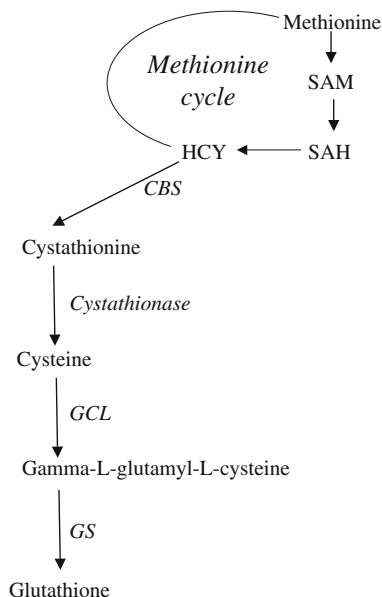 Methionine
Methionine
cycle
SAM
HCY
SAH
CBS
Cystathionine
Cystathionase
Cysteine
GCL
Gamma-L-glutamyl-L-cysteine
GS
Glutathione